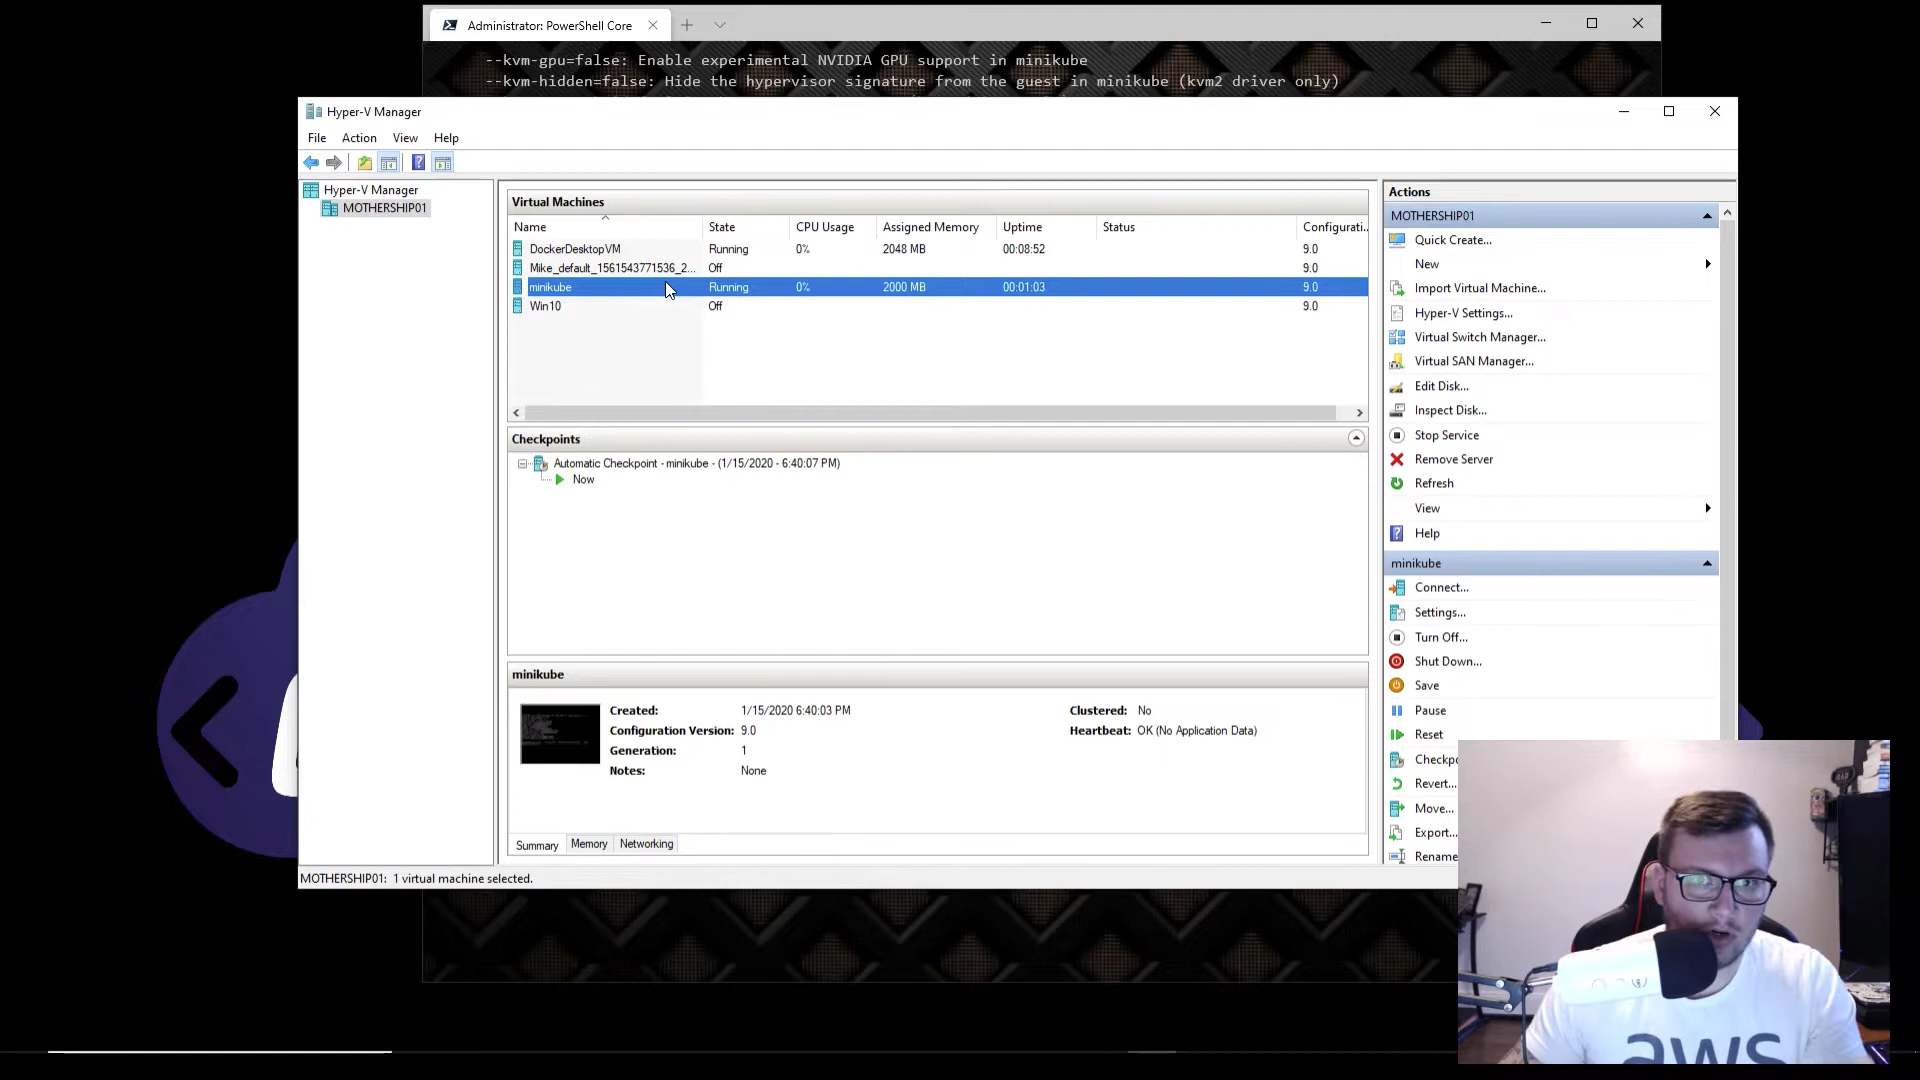 Administrator: PowerShell Core
--kvm-gpu=false: Enable experimental NVIDIA GPU support in minikube
--kvm-hidden=false: Hide the hypervisor signature from the guest in minikube (kvm2 driver only)
Hyper-V Manager
File Action View Help
Hyper-V Manager
MOTHERSHIP01
Virtual Machines
Name State CPU Usage Assigned Memory Uptime Status Configurati...
DockerDesktopVM Running 0% 2048 MB 00:08:52 9.0
Mike_default_1561543771536_2... Off 9.0
minikube Running 0% 2000 MB 00:01:03 9.0
Win10 Off 9.0
Checkpoints
Automatic Checkpoint - minikube - (1/15/2020 - 6:40:07 PM)
Now
minikube
Created: 1/15/2020 6:40:03 PM Clustered: No
Configuration Version: 9.0 Heartbeat: OK (No Application Data)
Generation: 1
Notes: None
Summary Memory Networking
MOTHERSHIP01: 1 virtual machine selected.
Actions
MOTHERSHIP01
Quick Create...
New
Import Virtual Machine...
Hyper-V Settings...
Virtual Switch Manager...
Virtual SAN Manager...
Edit Disk...
Inspect Disk...
Stop Service
Remove Server
Refresh
View
Help
minikube
Connect...
Settings...
Turn Off...
Shut Down...
Save
Pause
Reset
Checkpo
Revert...
Move...
Export...
Rename
aws